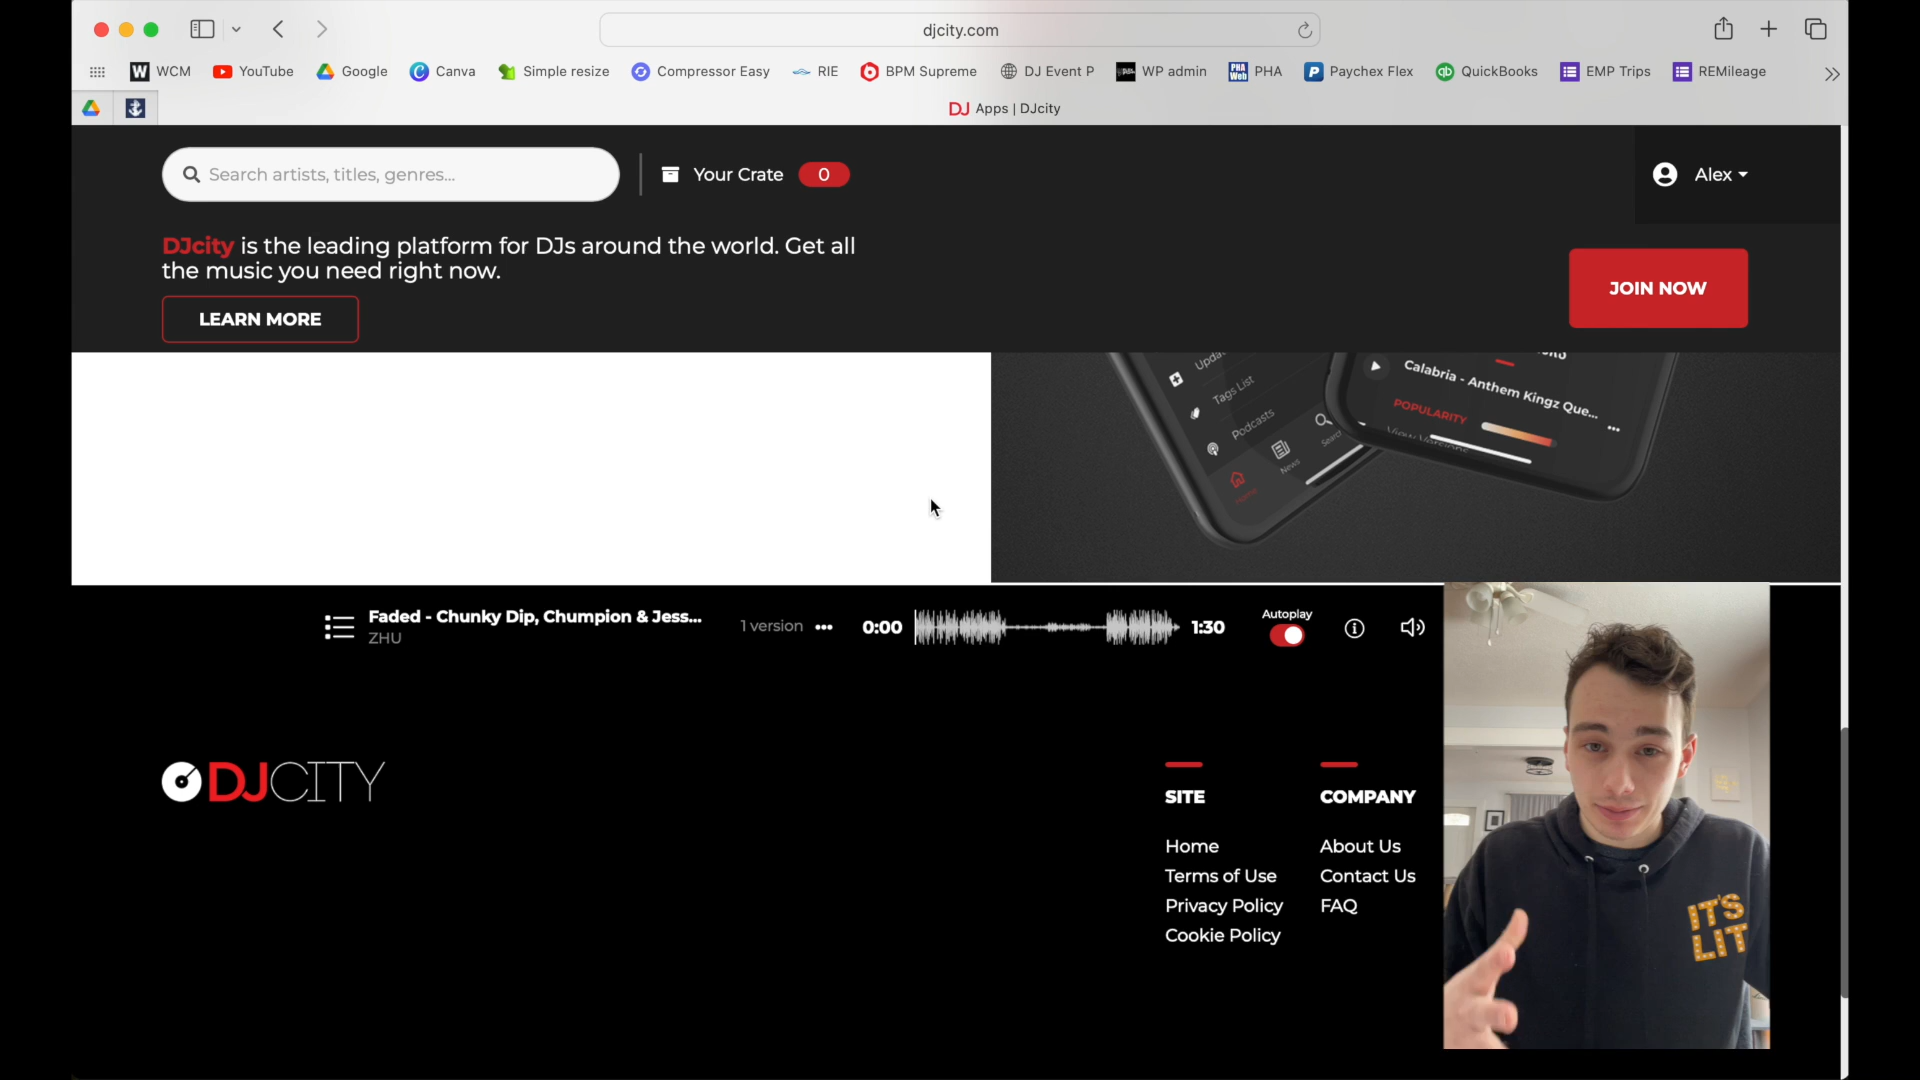 djcity.com
WCM
YouTube
Google
Canva
Simple resize
Compressor Easy
RIE
BPM Supreme
DJ Event P
WP admin
PHA
Paychex Flex
QuickBooks
EMP Trips
REMileage
DJ Apps | DJcity
Search artists, titles, genres...
Your Crate 0
Alex
DJcity is the leading platform for DJs around the world. Get all
the music you need right now.
LEARN MORE
JOIN NOW
Tags List
Podcasts
News
Search
Calabria - Anthem Kingz Que...
POPULARITY
View Versions
Faded - Chunky Dip, Chumpion & Jess...
ZHU
1 version
0:00
1:30
Autoplay
DJCITY
SITE
Home
Terms of Use
Privacy Policy
Cookie Policy
COMPANY
About Us
Contact Us
FAQ
IT'S
LIT